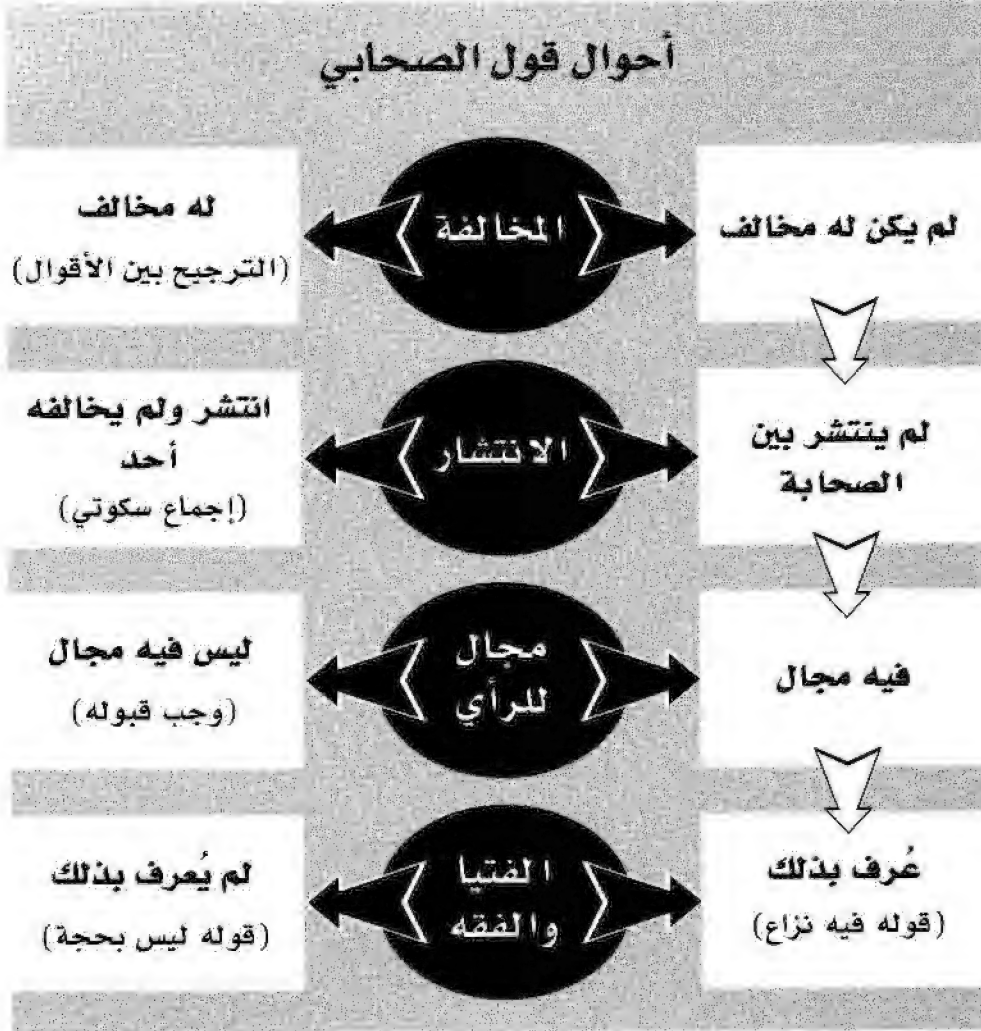 أحوال قول الصحابي
لم يكن له مخالف
المخالفة
له مخالف
(الترجيح بين الأقوال)
لم ينتشر بين
الصحابة
الانتشار
انتشر ولم يخالفه
أحد
(إجماع سكوتي)
فيه مجال
مجال
للرأي
ليس فيه مجال
(وجب قبوله)
عُرف بذلك
(قوله فيه نزاع)
الفتيا
والفقه
لم يُعرف بذلك
(قوله ليس بحجة)